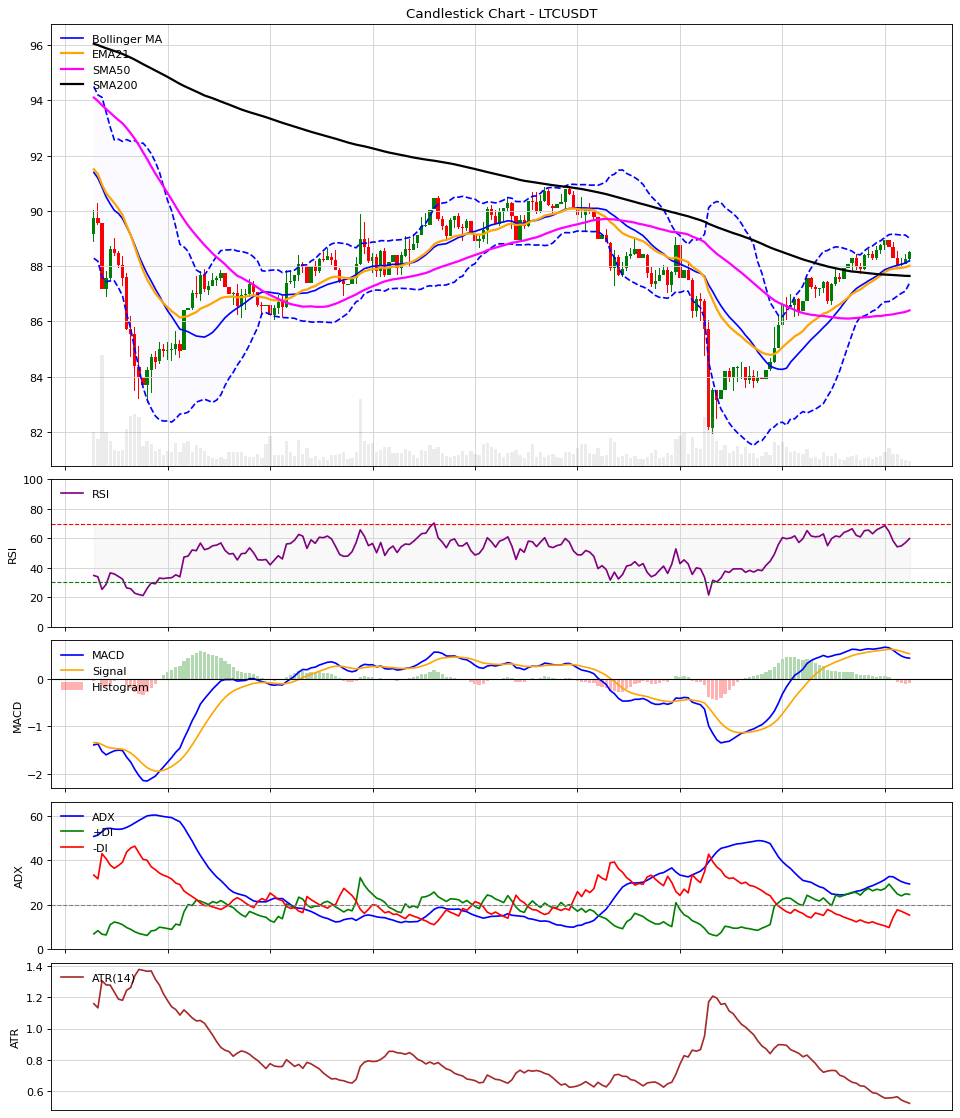 Candlestick Chart - LTCUSDT
Bollinger MA
EMA21
SMA50
SMA200
96
94
92
90
88
86
84
82
RSI
100
80
60
40
20
0
RSI
MACD
Signal
Histogram
0
−1
−2
MACD
ADX
+DI
-DI
60
40
20
0
ADX
ATR(14)
1.4
1.2
1.0
0.8
0.6
ATR